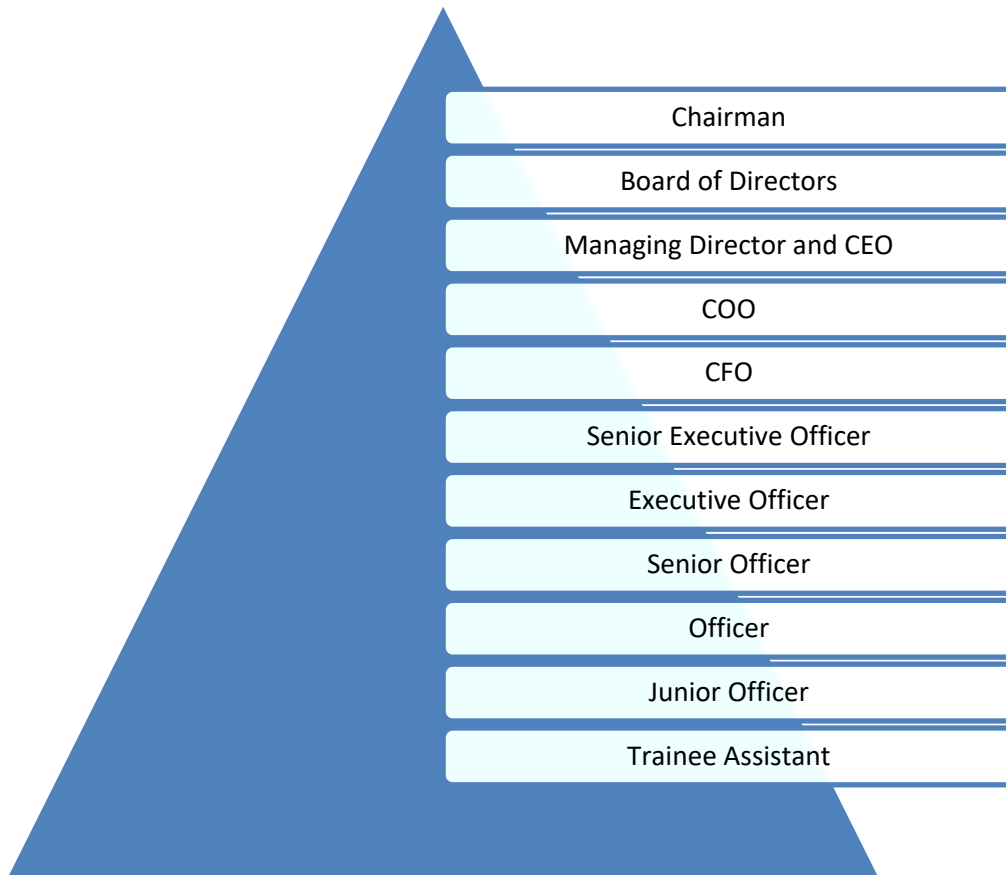 Chairman
Board of Directors
Managing Director and CEO
COO
CFO
Senior Executive Officer
Executive Officer
Senior Officer
Officer
Junior Officer
Trainee Assistant